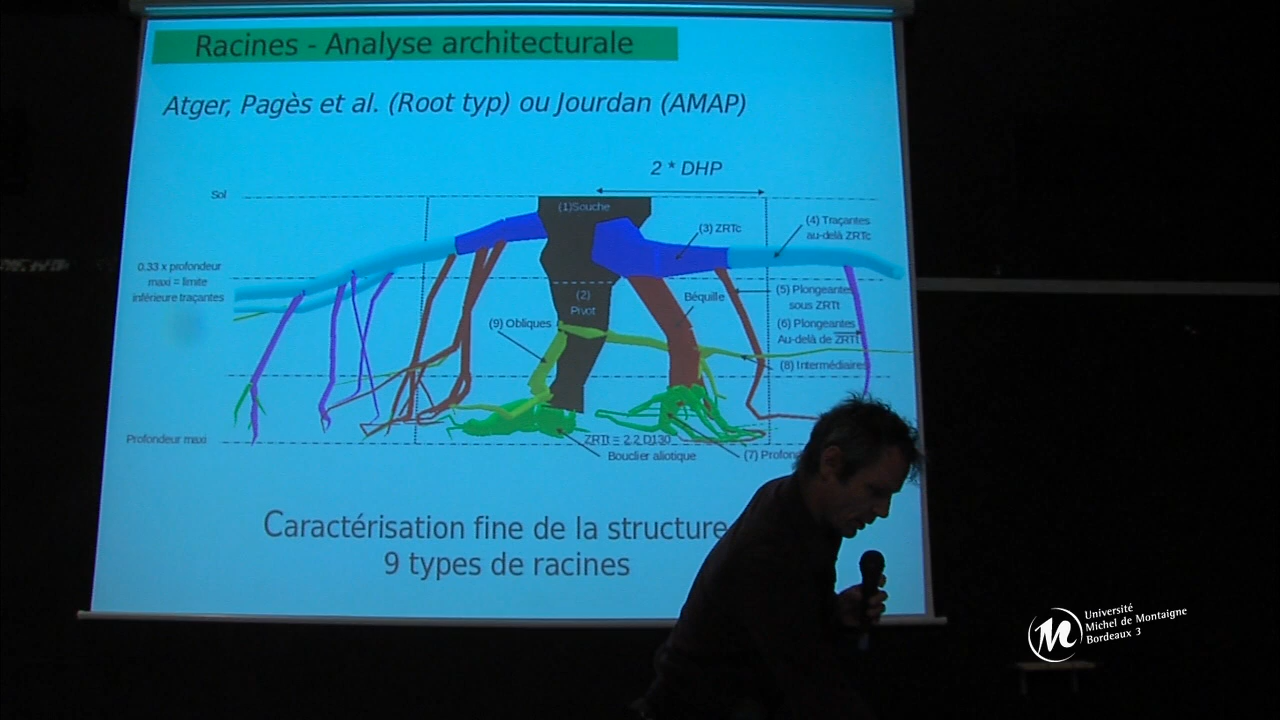 Racines - Analyse architecturale
Atger, Pagès et al. (Root typ) ou Jourdan (AMAP)
2 * DHP
Sol
(1)Souche
(3) ZRTc
(4) Traçantes
au-delà ZRTc
0.33 x profondeur
maxi = limite
inférieure traçantes
(2)
Pivot
Béquille
(5) Plongeantes
sous ZRTt
(9) Obliques
(6) Plongeantes
Au-delà de ZRTt
(8) Intermédiaires
Profondeur maxi
ZRTt = 2.2 D130
Bouclier aliotique
(7)
Caractérisation fine de la structure
9 types de racines
Université
Michel de Montaigne
Bordeaux 3